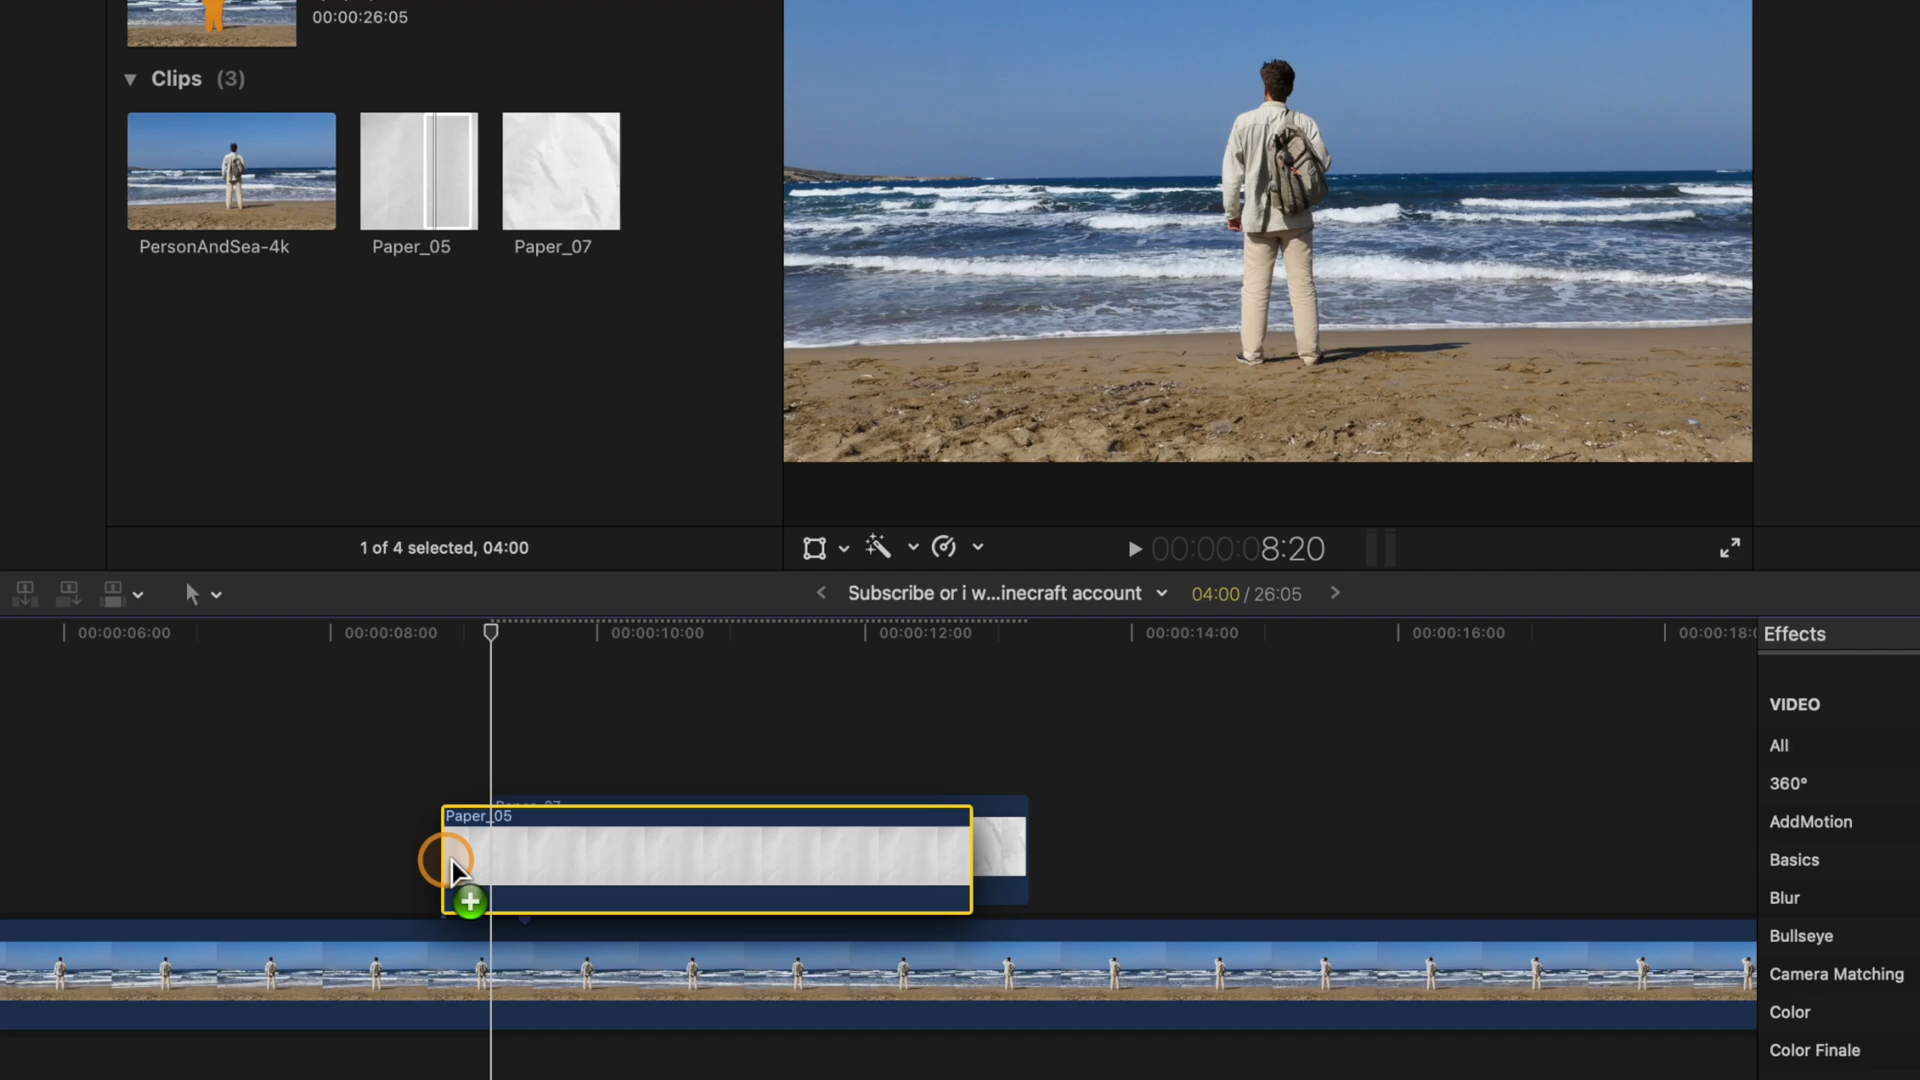 00:00:26:05
Clips (3)
PersonAndSea-4k
Paper_05
Paper_07
1 of 4 selected, 04:00
00:00:08:20
Subscribe or i w...inecraft account
04:00 / 26:05
00:00:06:00
00:00:08:00
00:00:10:00
00:00:12:00
00:00:14:00
00:00:16:00
00:00:18:
Effects
VIDEO
All
360°
AddMotion
Basics
Blur
Bullseye
Camera Matching
Color
Color Finale
Paper_05